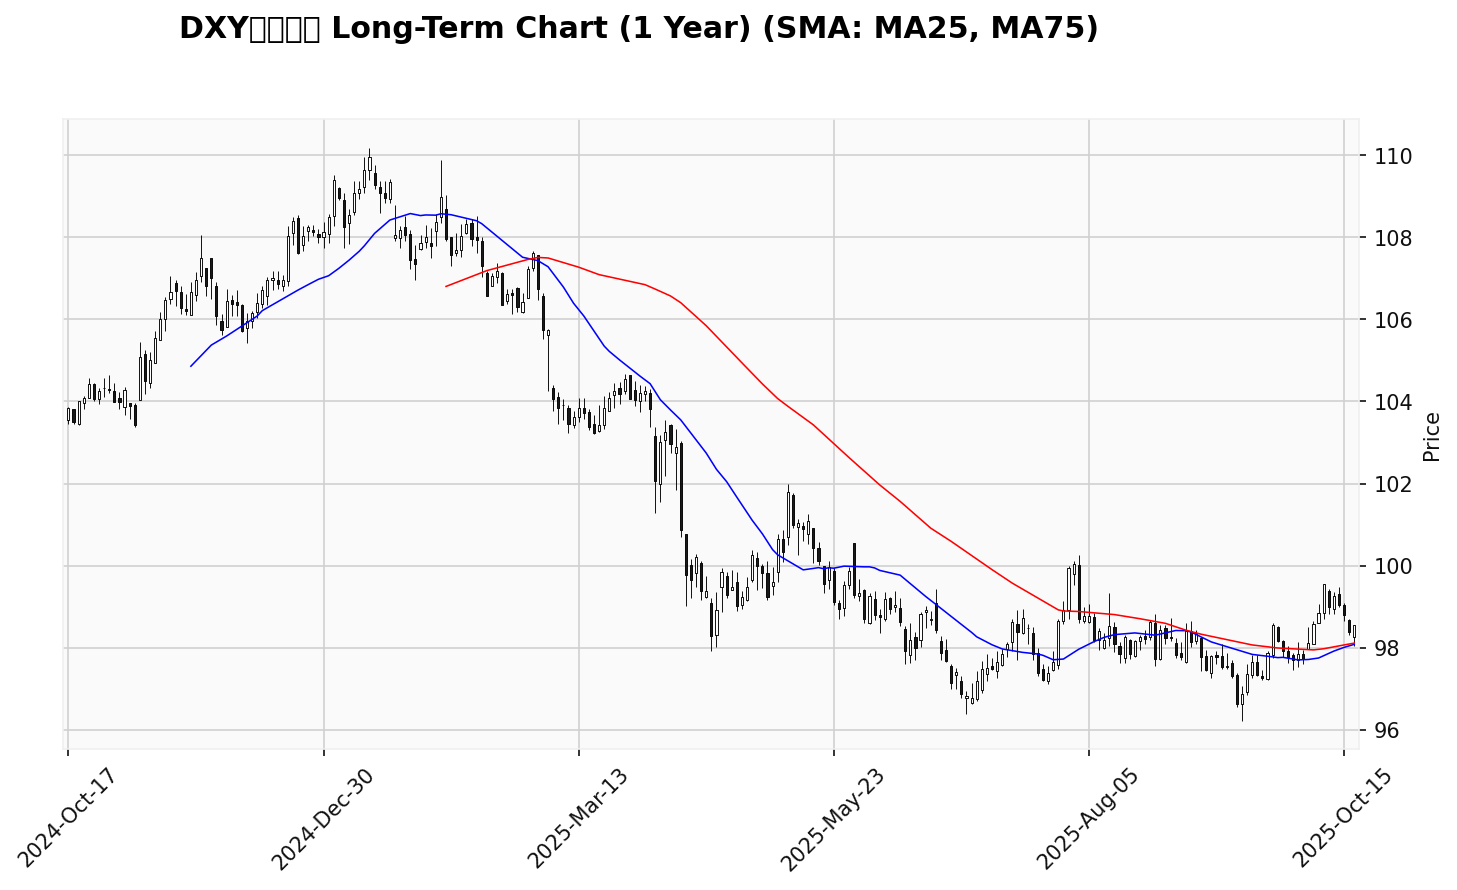 DXY Long-Term Chart (1 Year) (SMA: MA25, MA75)
110
108
106
104
102
100
98
96
Price
2024-Oct-17
2024-Dec-30
2025-Mar-13
2025-May-23
2025-Aug-05
2025-Oct-15